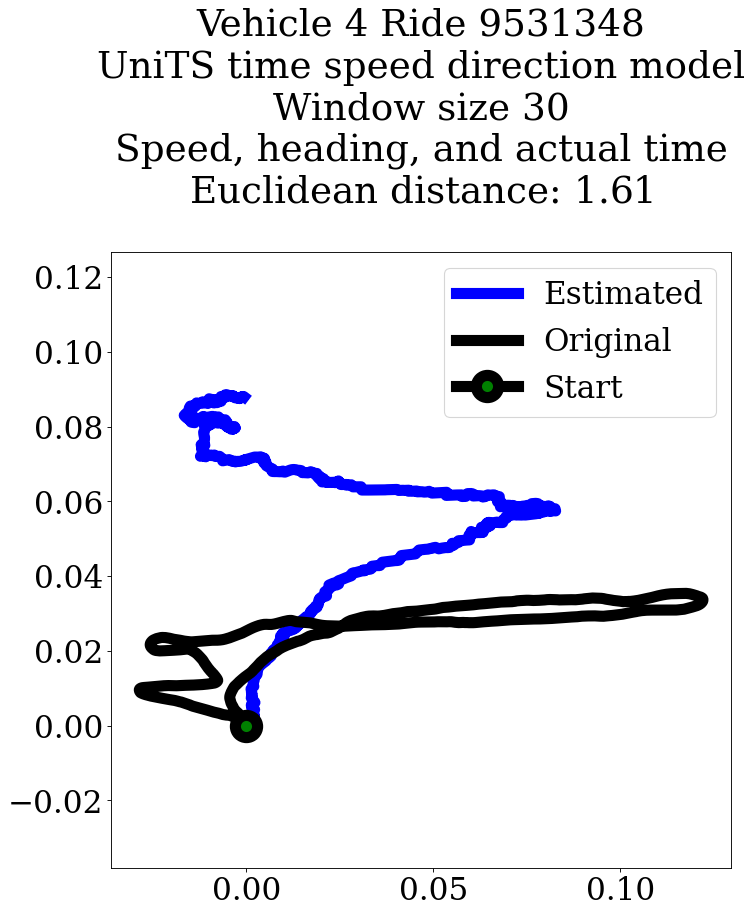 Vehicle 4 Ride 9531348
UniTS time speed direction model
Window size 30
Speed, heading, and actual time
Euclidean distance: 1.61
Estimated
Original
Start
0.12
0.10
0.08
0.06
0.04
0.02
0.00
−0.02
0.00 0.05 0.10